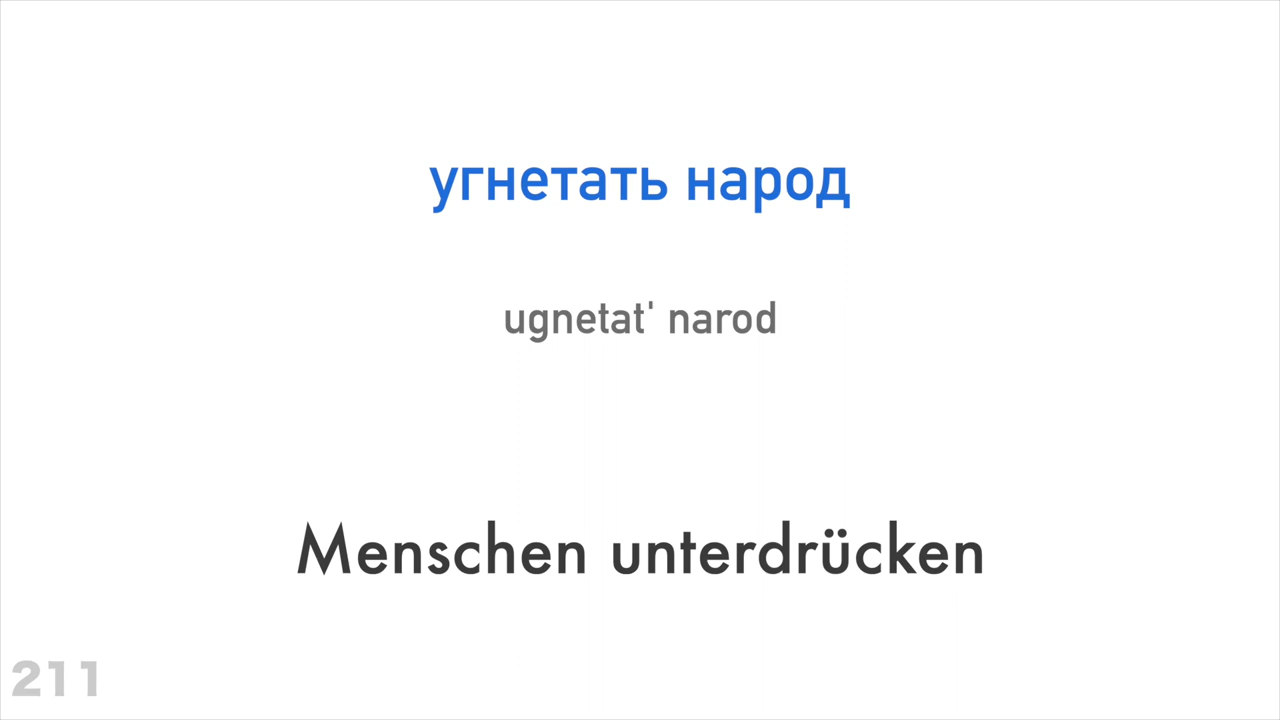 угнетать народ
ugnetat' narod
Menschen unterdrücken
211